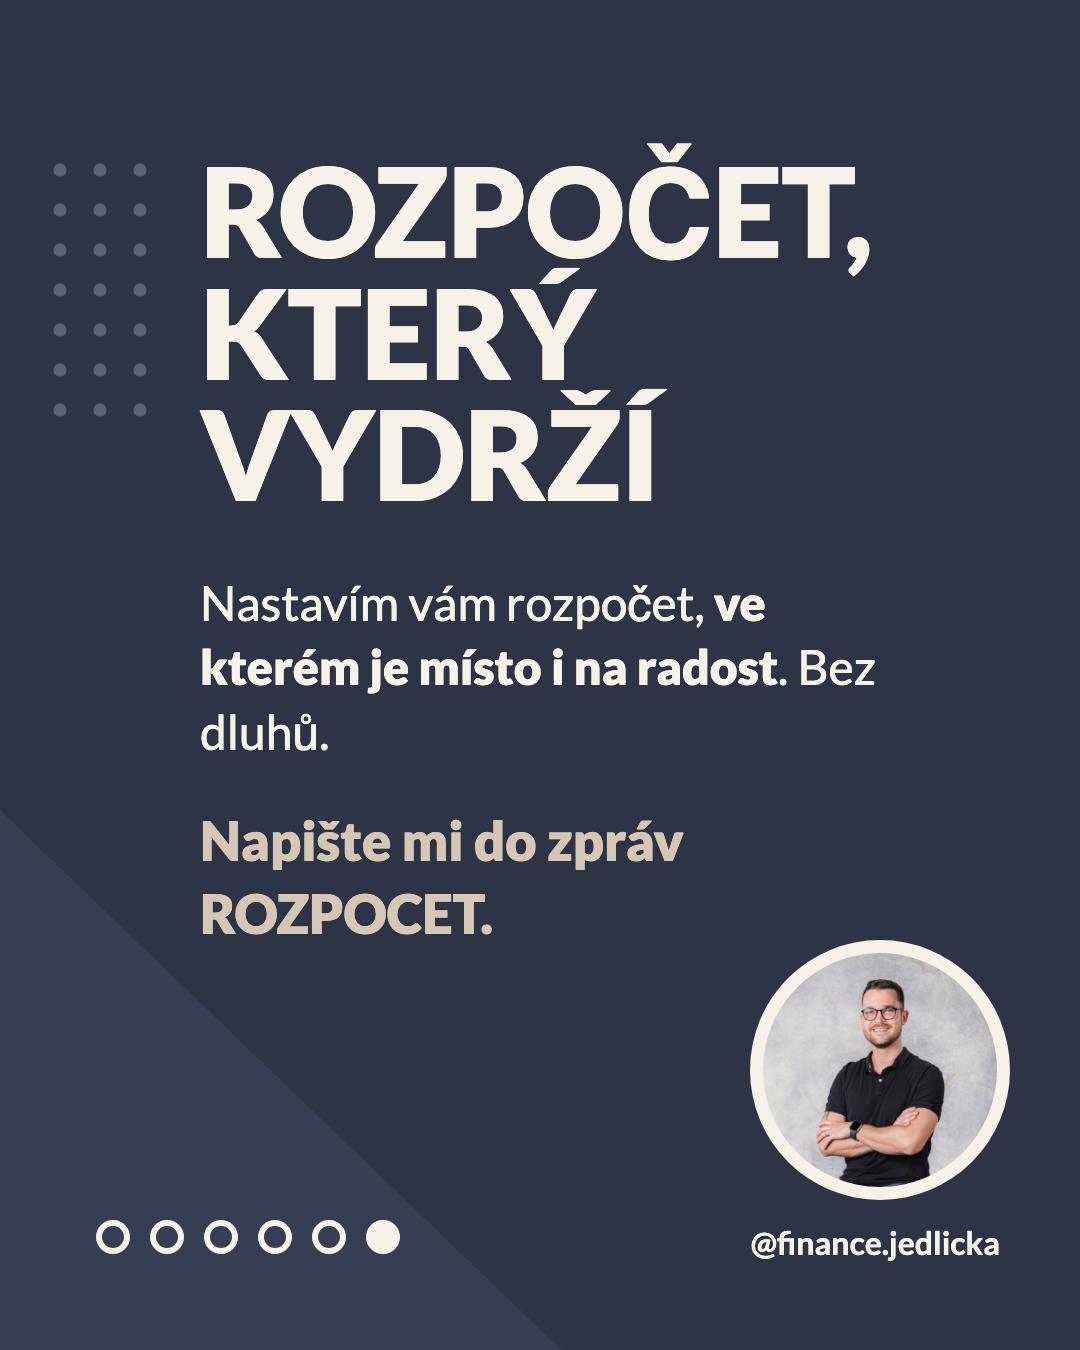 ROZPOČET,
KTERÝ
VYDRŽÍ
Nastavím vám rozpočet, ve
kterém je místo i na radost. Bez
dluhů.
Napište mi do zpráv
ROZPOCET.
@finance.jedlicka